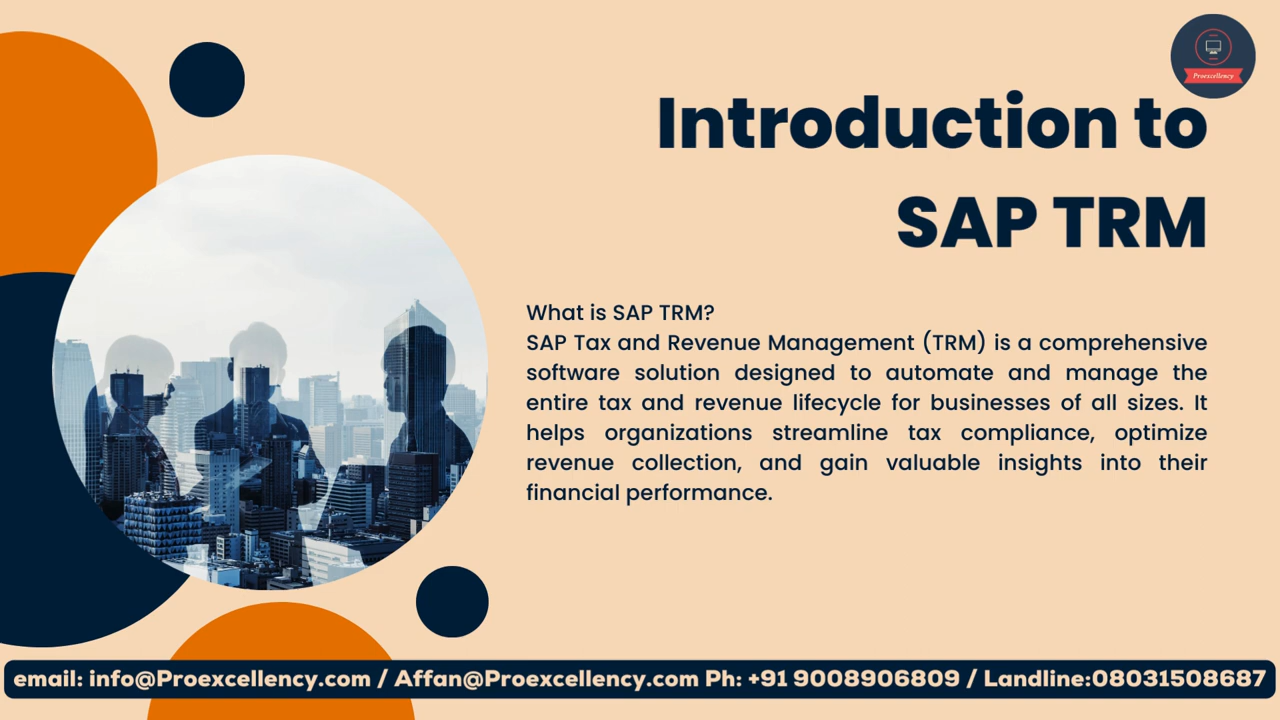 Proexcellency
Introduction to
SAP TRM
What is SAP TRM?
SAP Tax and Revenue Management (TRM) is a comprehensive
software solution designed to automate and manage the
entire tax and revenue lifecycle for businesses of all sizes. It
helps organizations streamline tax compliance, optimize
revenue collection, and gain valuable insights into their
financial performance.
email: info@Proexcellency.com / Affan@Proexcellency.com Ph: +91 9008906809 / Landline:08031508687